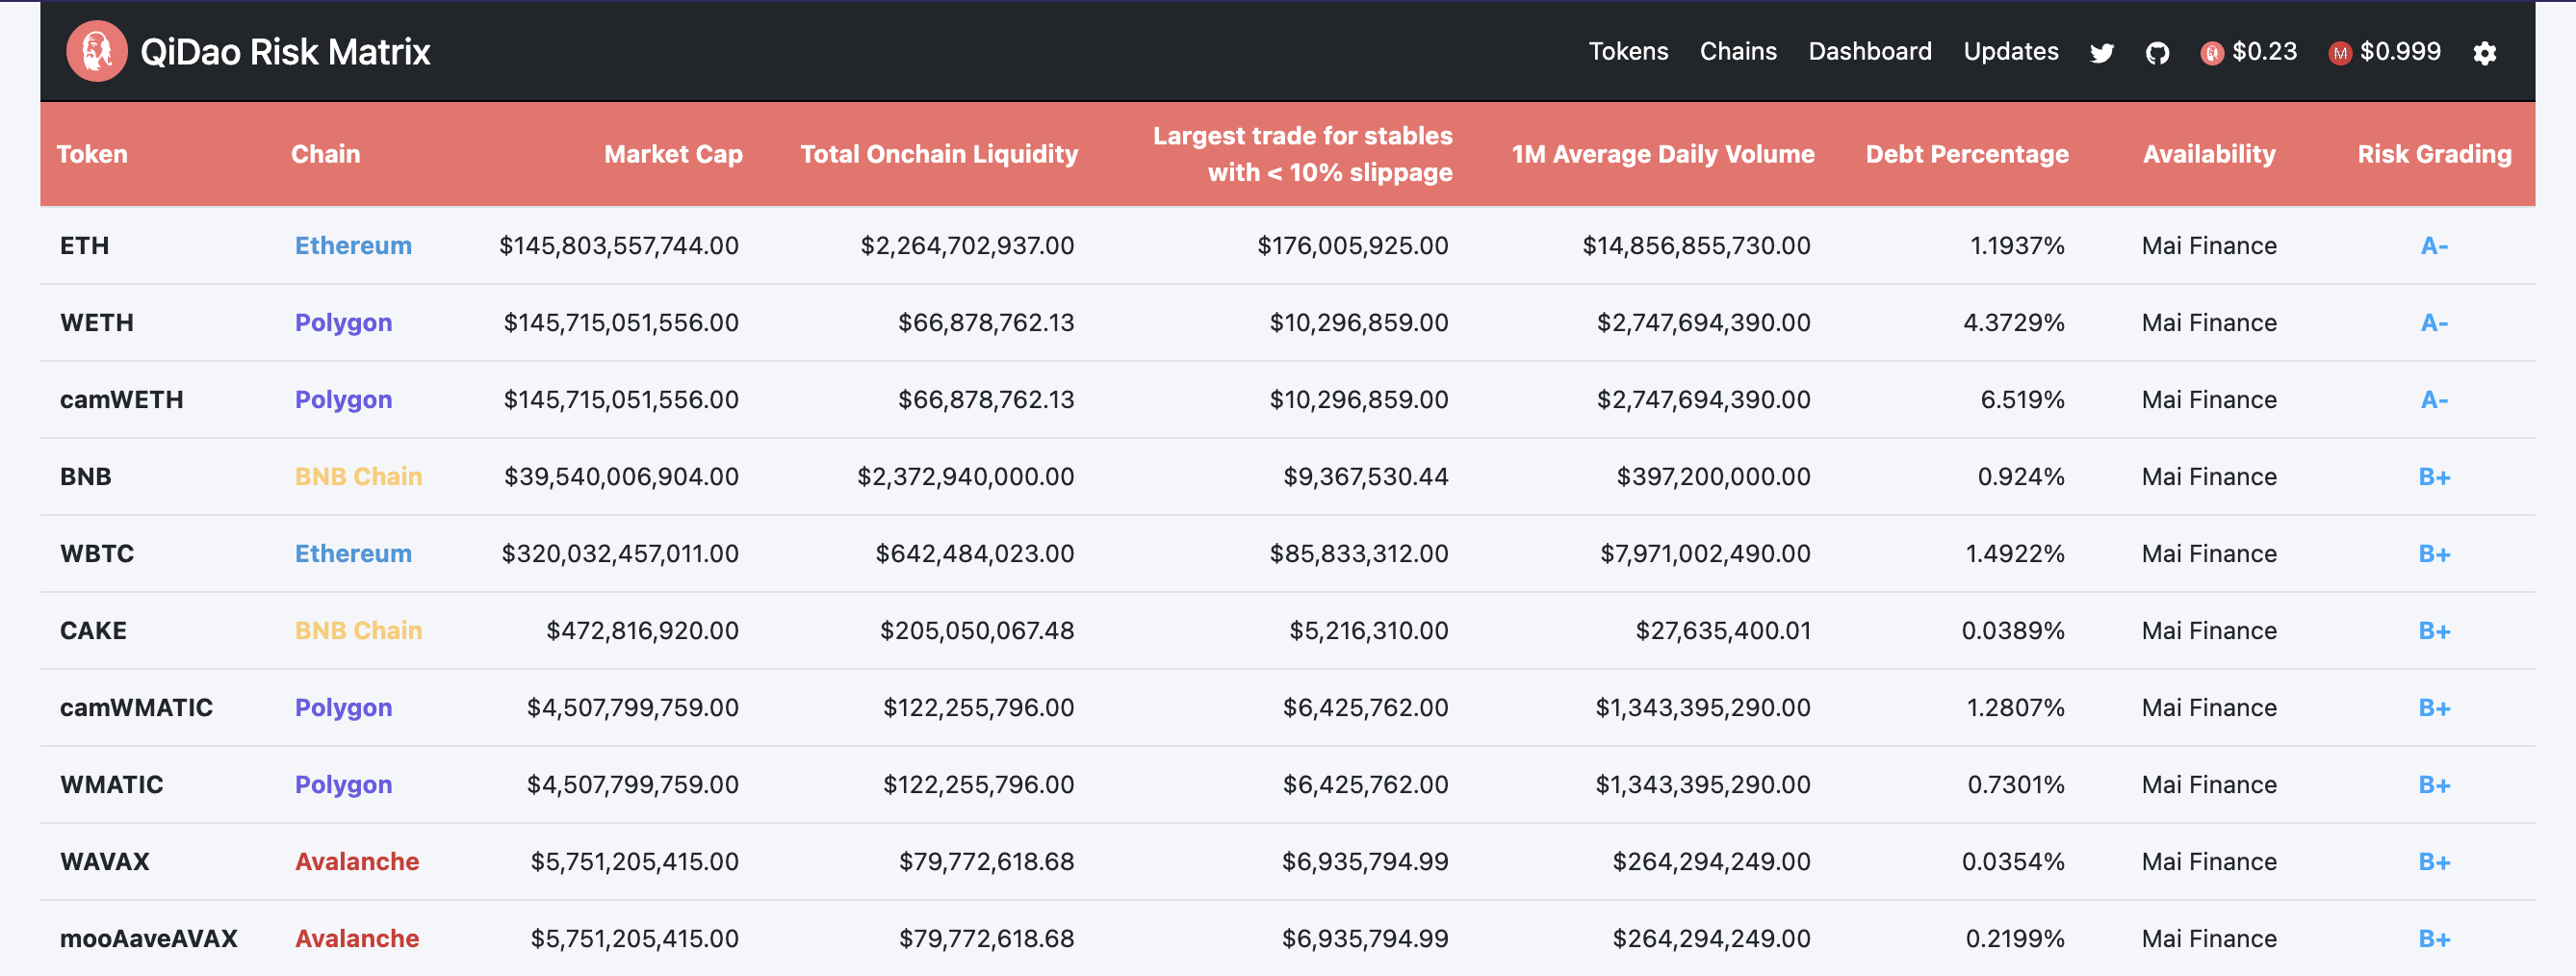 QiDao Risk Matrix Tokens Chains Dashboard Updates $0.23 M $0.999
Token Chain Market Cap Total Onchain Liquidity Largest trade for stables with < 10% slippage 1M Average Daily Volume Debt Percentage Availability Risk Grading
ETH Ethereum $145,803,557,744.00 $2,264,702,937.00 $176,005,925.00 $14,856,855,730.00 1.1937% Mai Finance A-
WETH Polygon $145,715,051,556.00 $66,878,762.13 $10,296,859.00 $2,747,694,390.00 4.3729% Mai Finance A-
camWETH Polygon $145,715,051,556.00 $66,878,762.13 $10,296,859.00 $2,747,694,390.00 6.519% Mai Finance A-
BNB BNB Chain $39,540,006,904.00 $2,372,940,000.00 $9,367,530.44 $397,200,000.00 0.924% Mai Finance B+
WBTC Ethereum $320,032,457,011.00 $642,484,023.00 $85,833,312.00 $7,971,002,490.00 1.4922% Mai Finance B+
CAKE BNB Chain $472,816,920.00 $205,050,067.48 $5,216,310.00 $27,635,400.01 0.0389% Mai Finance B+
camWMATIC Polygon $4,507,799,759.00 $122,255,796.00 $6,425,762.00 $1,343,395,290.00 1.2807% Mai Finance B+
WMATIC Polygon $4,507,799,759.00 $122,255,796.00 $6,425,762.00 $1,343,395,290.00 0.7301% Mai Finance B+
WAVAX Avalanche $5,751,205,415.00 $79,772,618.68 $6,935,794.99 $264,294,249.00 0.0354% Mai Finance B+
mooAaveAVAX Avalanche $5,751,205,415.00 $79,772,618.68 $6,935,794.99 $264,294,249.00 0.2199% Mai Finance B+